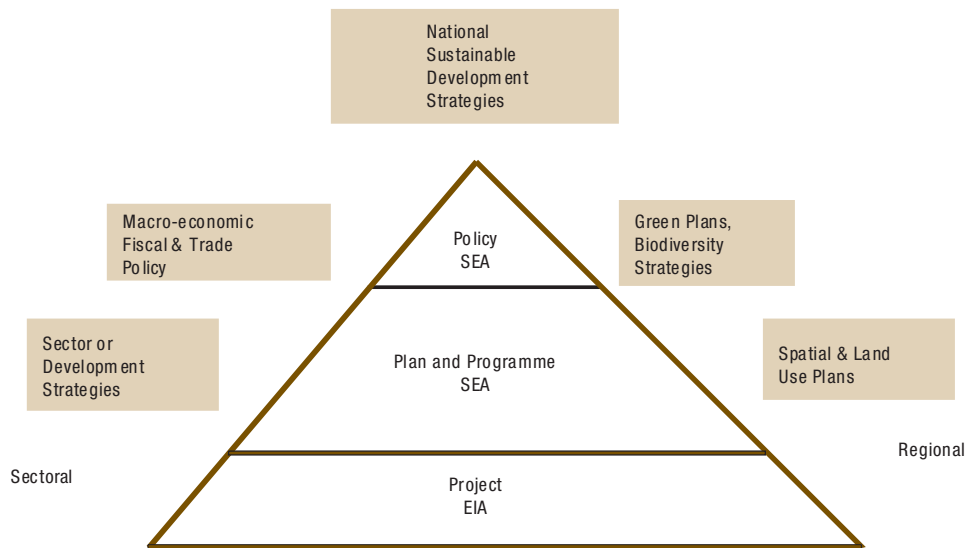 National
Sustainable
Development
Strategies
Macro-economic
Fiscal & Trade
Policy
Policy
SEA
Green Plans,
Biodiversity
Strategies
Sector or
Development
Strategies
Plan and Programme
SEA
Spatial & Land
Use Plans
Sectoral
Regional
Project
EIA